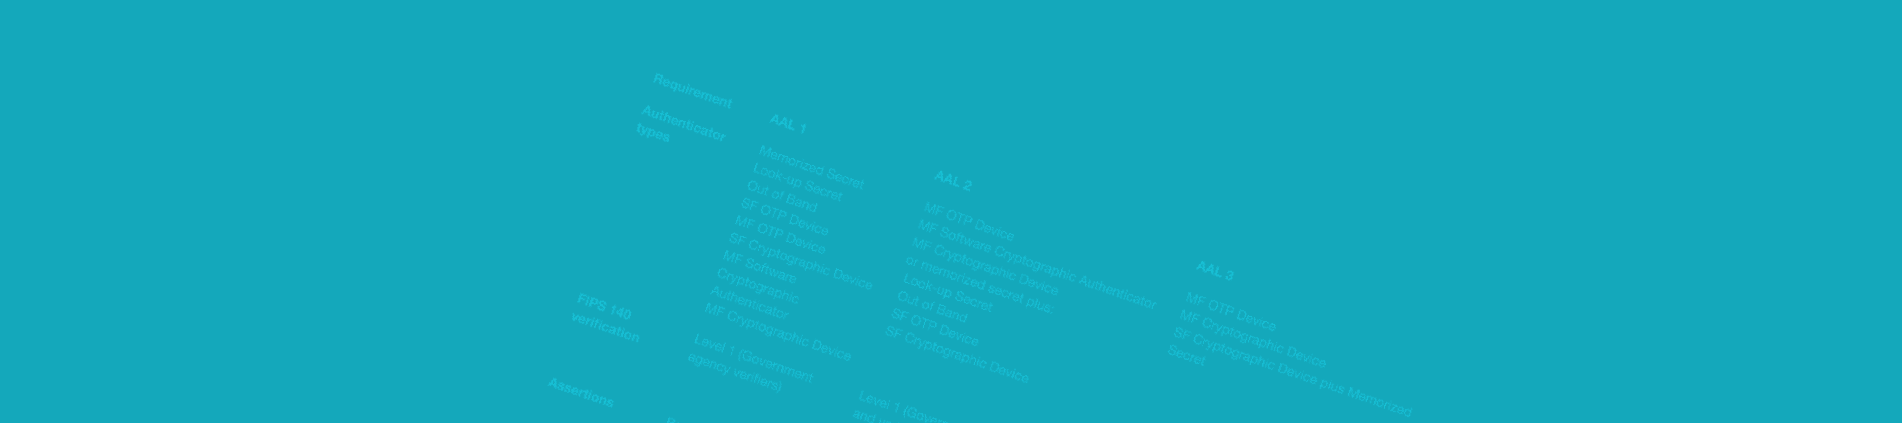 Requirement
AAL 1
AAL 2
AAL 3
Authenticator
types
Memorized Secret
Look-up Secret
Out of Band
SF OTP Device
MF OTP Device
SF Cryptographic Device
MF Software
Cryptographic
Authenticator
MF Cryptographic Device
MF OTP Device
MF Software Cryptographic Authenticator
MF Cryptographic Device
or memorized secret plus:
Look-up Secret
Out of Band
SF OTP Device
SF Cryptographic Device
MF OTP Device
MF Cryptographic Device
SF Cryptographic Device plus Memorized
Secret
FIPS 140
verification
Level 1 (Government
agency verifiers)
Level 1 (
and
Assertions